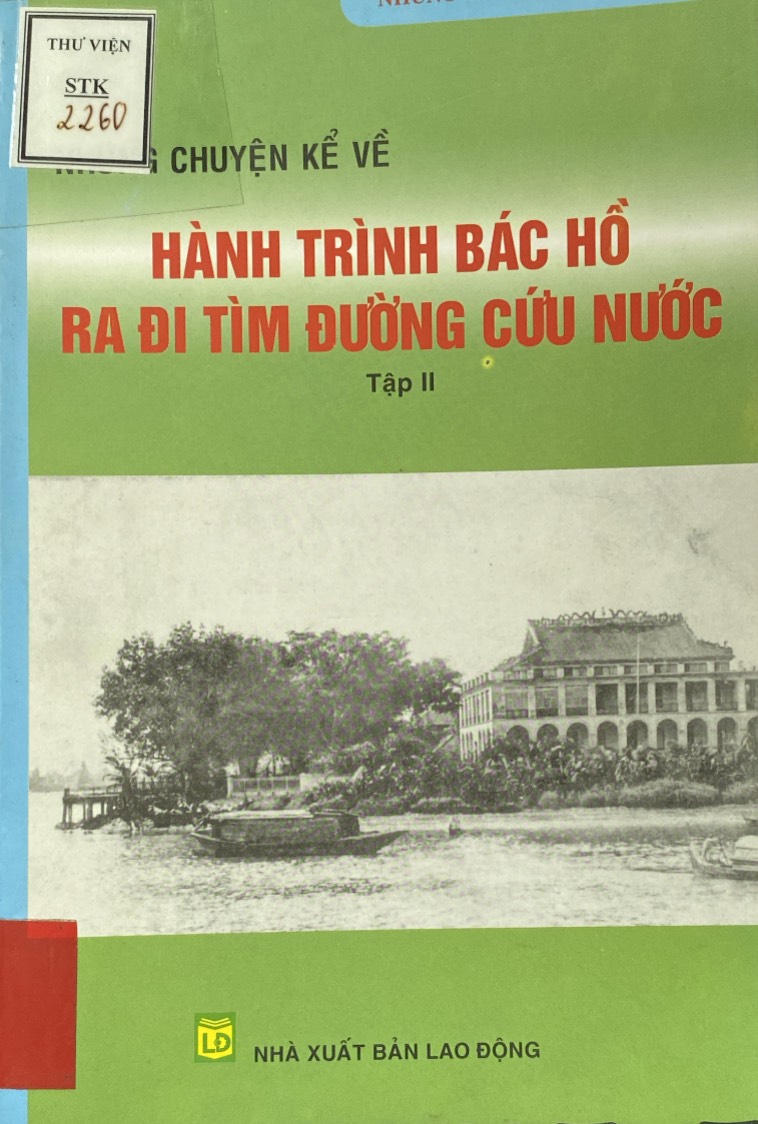 THƯ VIỆN
STK
2260
NHỮNG CHUYỆN KỂ VỀ
HÀNH TRÌNH BÁC HỒ
RA ĐI TÌM ĐƯỜNG CỨU NƯỚC
Tập II
LĐ
NHÀ XUẤT BẢN LAO ĐỘNG